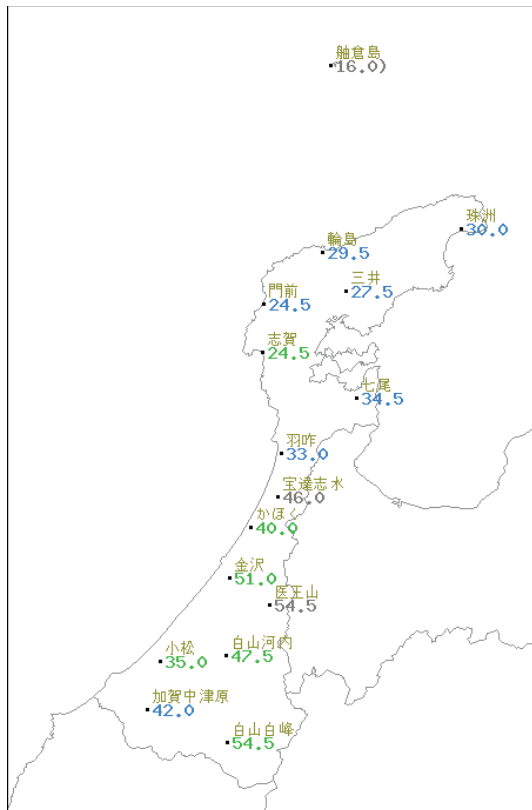 舳倉島
16.0)
珠洲
30.0
輪島
29.5
三井
27.5
門前
24.5
志賀
24.5
七尾
34.5
羽咋
33.0
宝達志水
46.0
かほく
40.0
金沢
51.0
医王山
54.5
白山河内
47.5
小松
35.0
加賀中津原
42.0
白山白峰
54.5